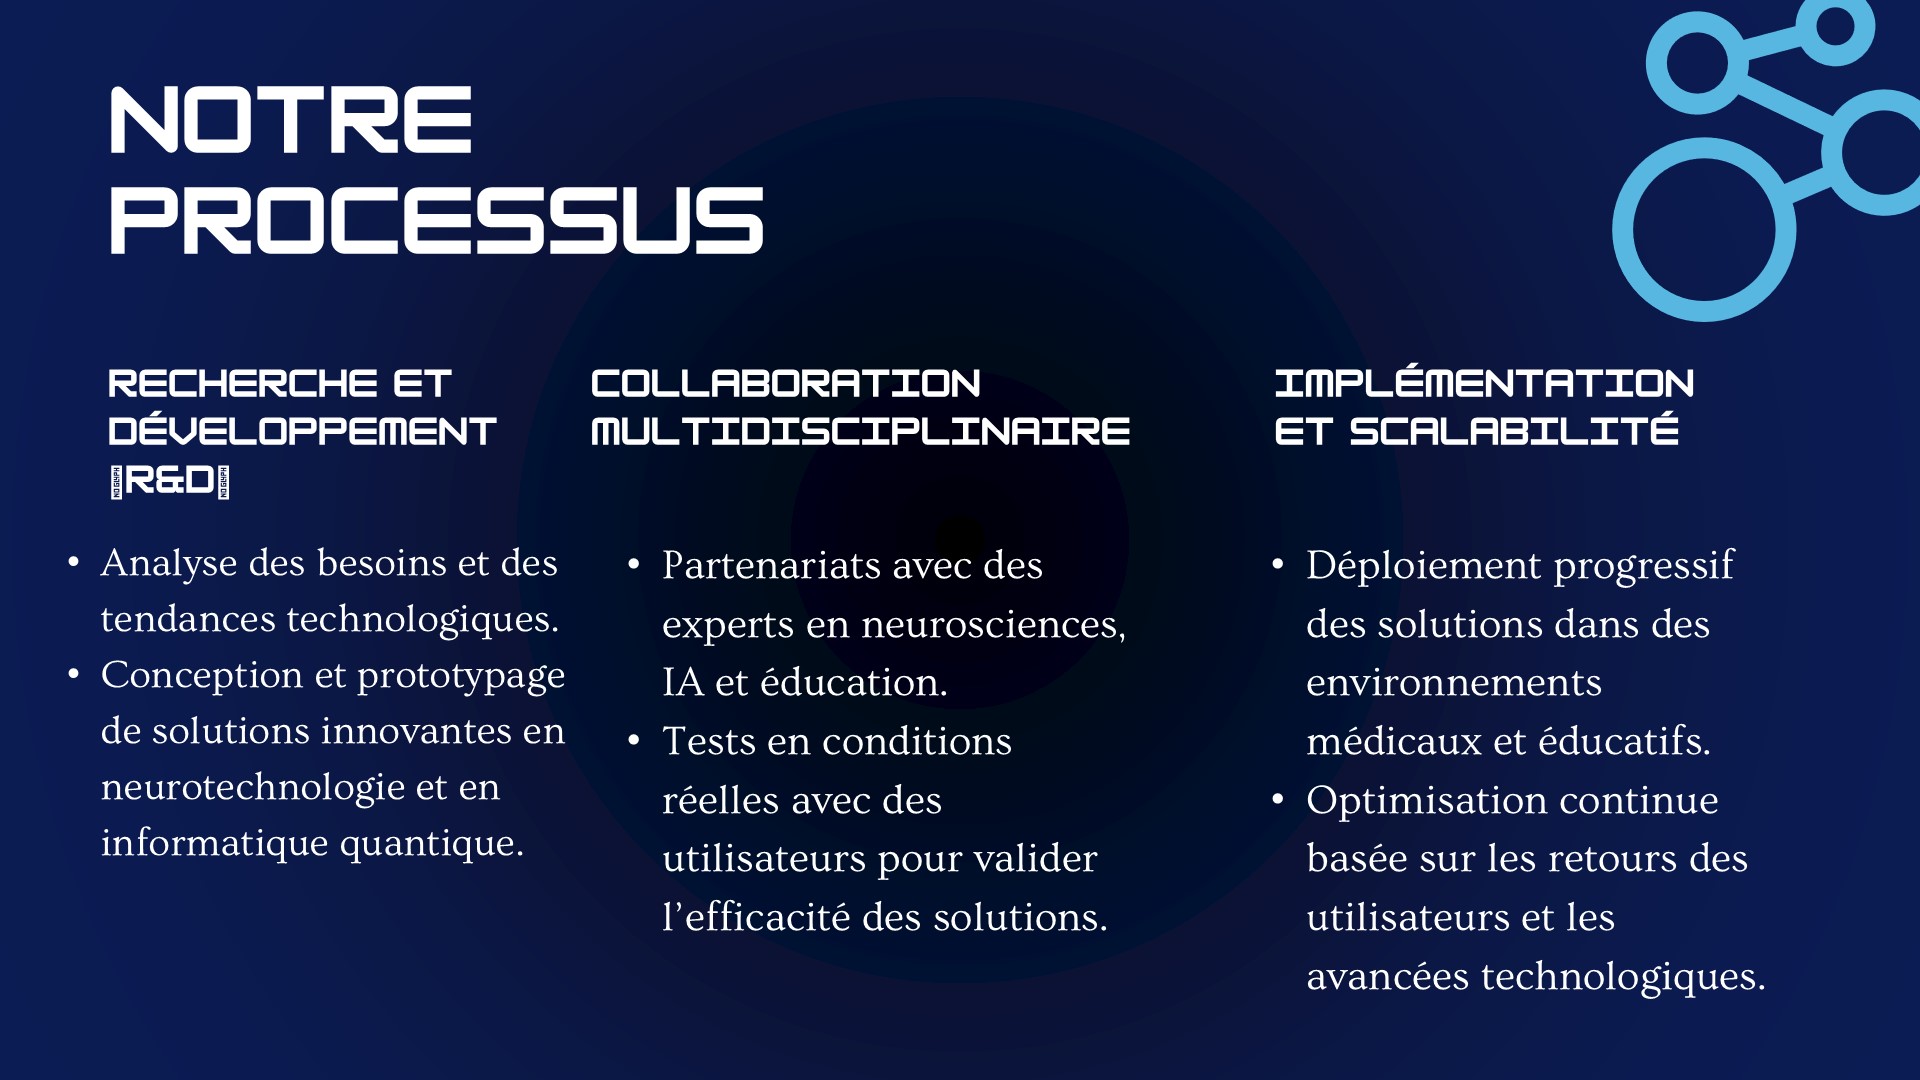 NOTRE
PROCESSUS
RECHERCHE ET
DÉVELOPPEMENT
R&D
• Analyse des besoins et des
tendances technologiques.
• Conception et prototypage
de solutions innovantes en
neurotechnologie et en
informatique quantique.
COLLABORATION
MULTIDISCIPLINAIRE
• Partenariats avec des
experts en neurosciences,
IA et éducation.
• Tests en conditions
réelles avec des
utilisateurs pour valider
l’efficacité des solutions.
IMPLÉMENTATION
ET SCALABILITÉ
• Déploiement progressif
des solutions dans des
environnements
médicaux et éducatifs.
• Optimisation continue
basée sur les retours des
utilisateurs et les
avancées technologiques.